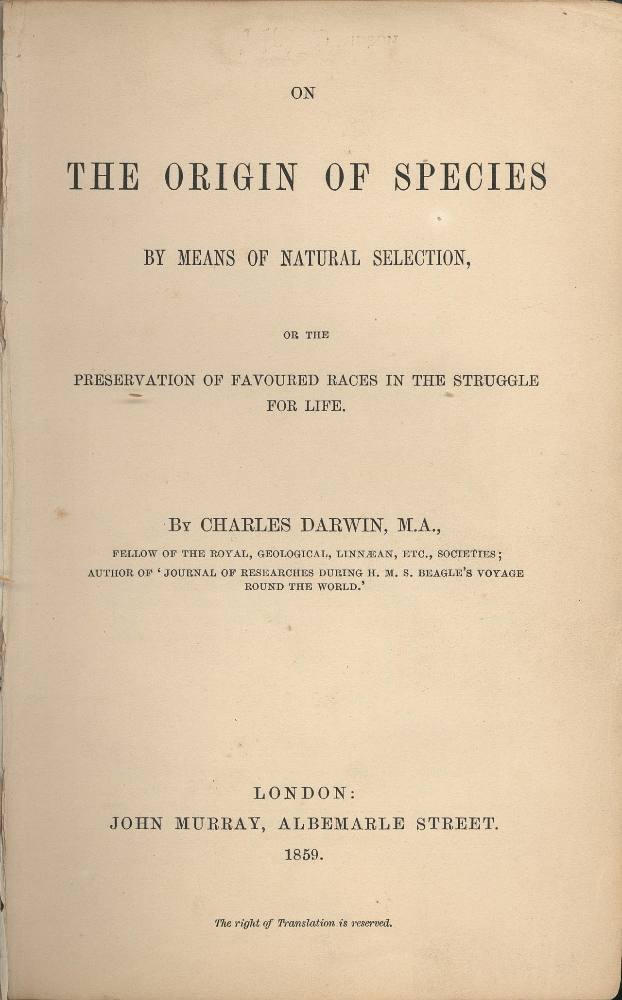 ON
THE ORIGIN OF SPECIES
BY MEANS OF NATURAL SELECTION,
OR THE
PRESERVATION OF FAVOURED RACES IN THE STRUGGLE
FOR LIFE.
By CHARLES DARWIN, M.A.,
FELLOW OF THE ROYAL, GEOLOGICAL, LINNÆAN, ETC., SOCIETIES;
AUTHOR OF ‘JOURNAL OF RESEARCHES DURING H. M. S. BEAGLE’S VOYAGE
ROUND THE WORLD.’
LONDON:
JOHN MURRAY, ALBEMARLE STREET.
1859.
The right of Translation is reserved.